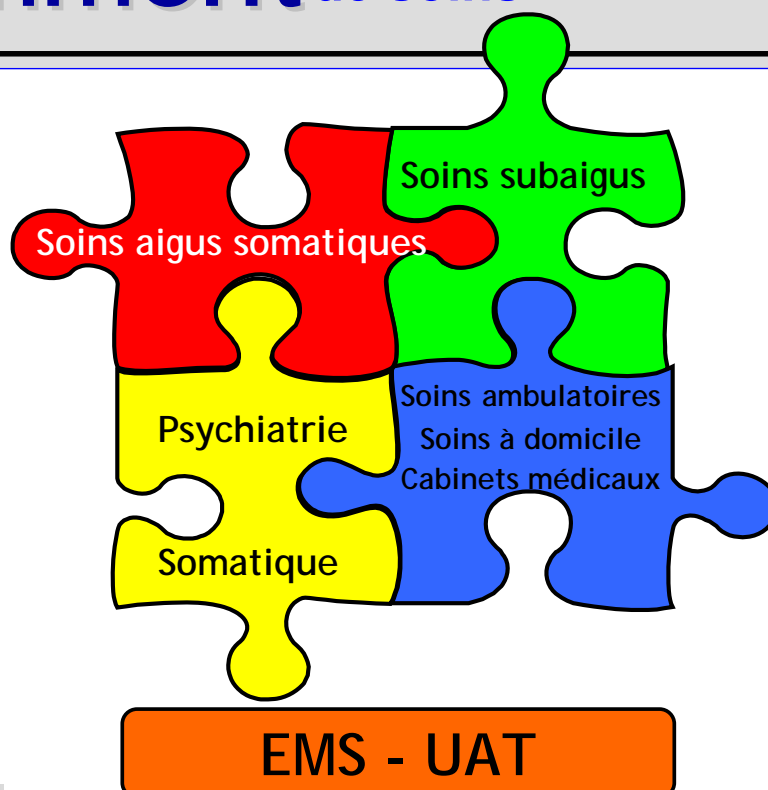 Soins subaigus
Soins aigus somatiques
Soins ambulatoires
Psychiatrie
Soins à domicile
Cabinets médicaux
Somatique
EMS - UAT